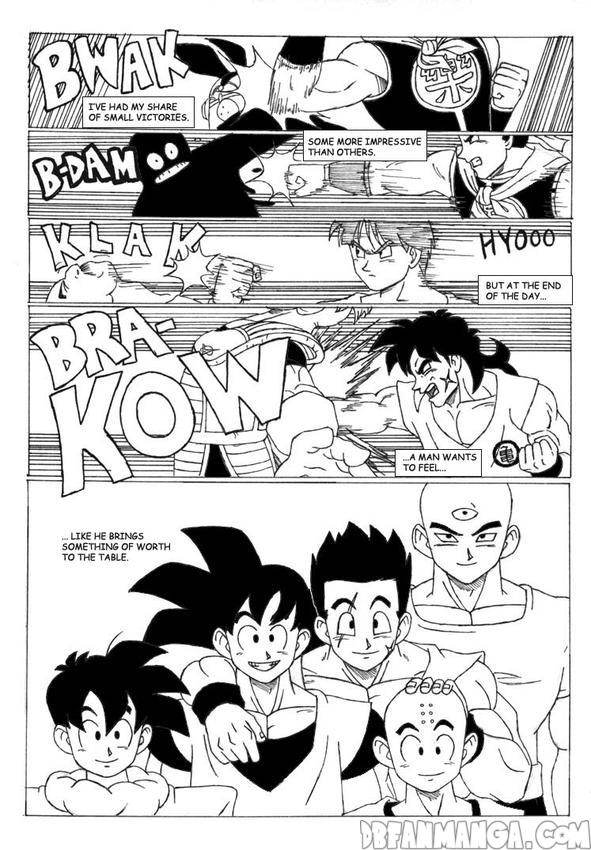 BWAK
I'VE HAD MY SHARE
OF SMALL VICTORIES.
樂
B-DAM
SOME MORE IMPRESSIVE
THAN OTHERS.
KLAK
HYOOO
BUT AT THE END
OF THE DAY...
BRA-
KOW
...A MAN WANTS
TO FEEL...
... LIKE HE BRINGS
SOMETHING OF WORTH
TO THE TABLE.
DBFANMANGA.COM